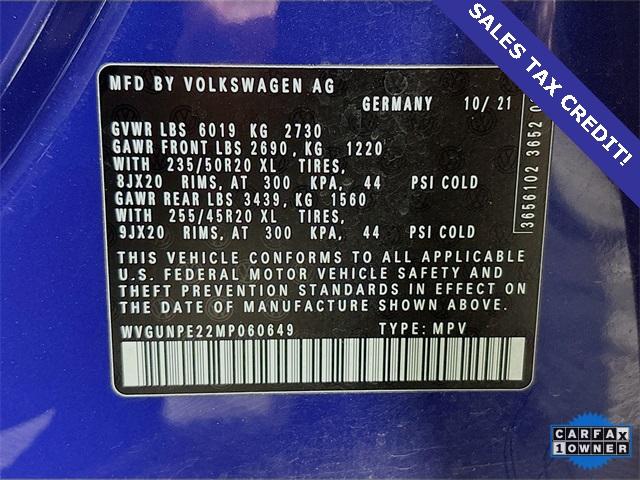 SALES TAX CREDIT!
MFD BY VOLKSWAGEN AG
GERMANY 10/ 21
GVWR LBS 6019 KG 2730
GAWR FRONT LBS 2690, KG 1220
WITH 235/50R20 XL TIRES,
8JX20 RIMS, AT 300 KPA, 44 PSI COLD
GAWR REAR LBS 3439, KG 1560
WITH 255/45R20 XL TIRES,
9JX20 RIMS, AT 300 KPA, 44 PSI COLD
THIS VEHICLE CONFORMS TO ALL APPLICABLE
U.S. FEDERAL MOTOR VEHICLE SAFETY AND
THEFT PREVENTION STANDARDS IN EFFECT ON
THE DATE OF MANUFACTURE SHOWN ABOVE.
WVGUNPE22MP060649 TYPE: MPV
3656102 3652
CARFAX
1 OWNER